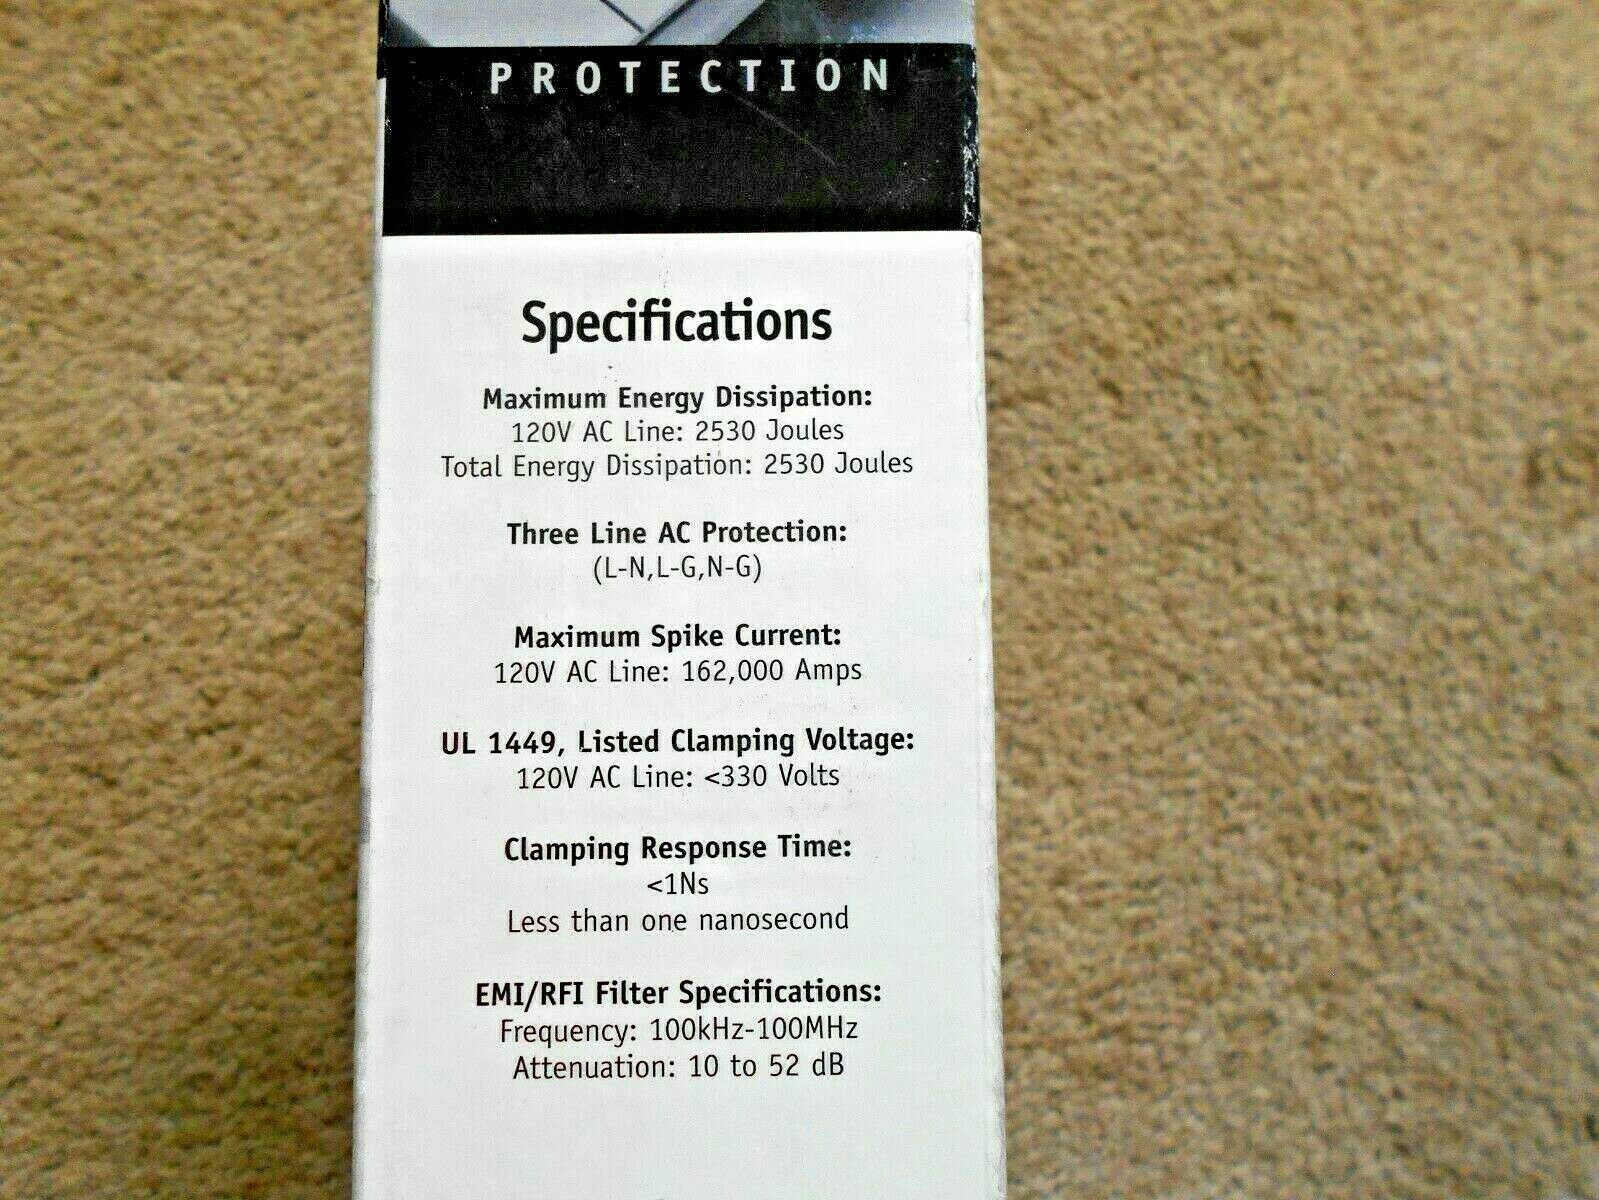 PROTECTION
Specifications
Maximum Energy Dissipation:
120V AC Line: 2530 Joules
Total Energy Dissipation: 2530 Joules
Three Line AC Protection:
(L-N,L-G,N-G)
Maximum Spike Current:
120V AC Line: 162,000 Amps
UL 1449, Listed Clamping Voltage:
120V AC Line: <330 Volts
Clamping Response Time:
<1Ns
Less than one nanosecond
EMI/RFI Filter Specifications:
Frequency: 100kHz-100MHz
Attenuation: 10 to 52 dB